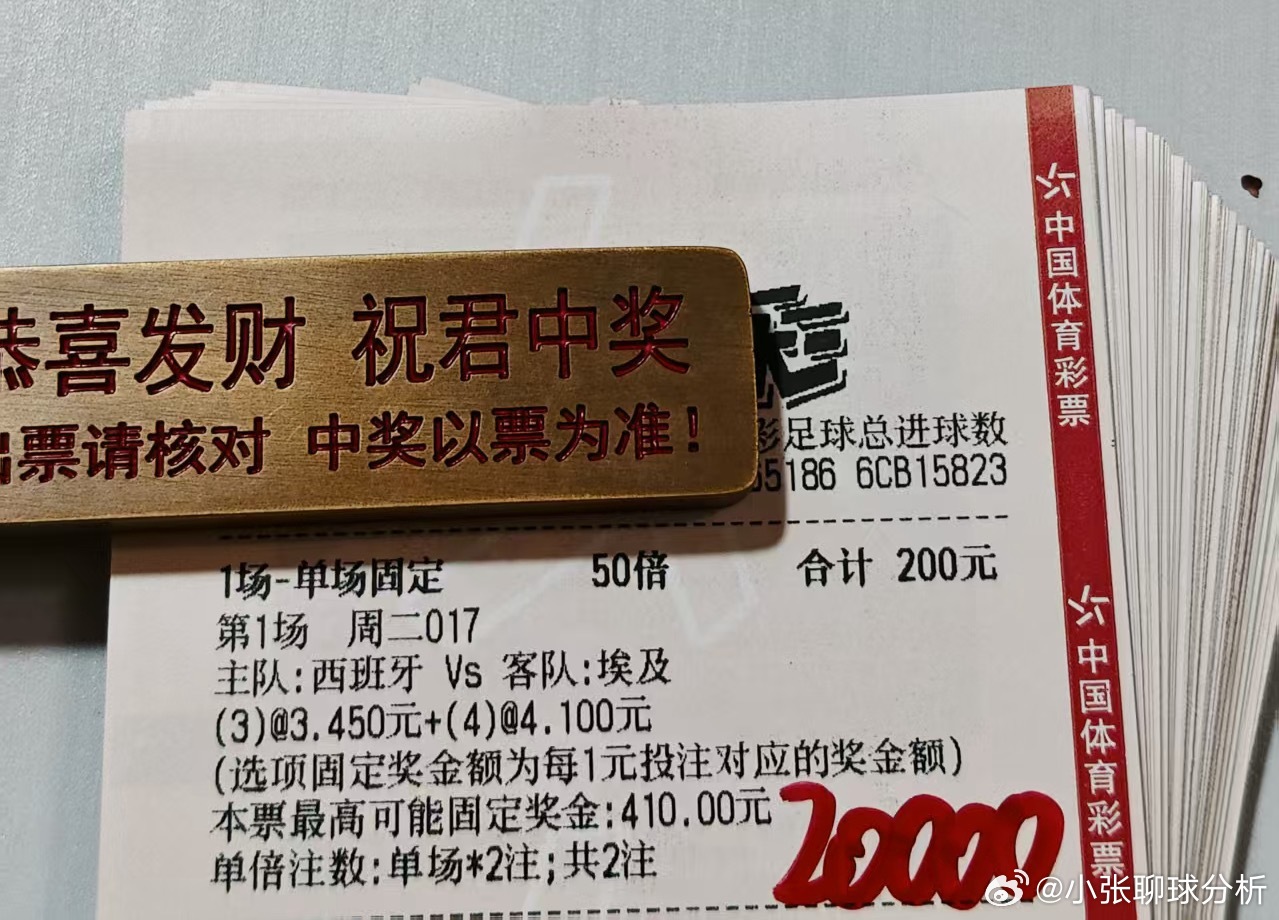 恭喜发财 祝君中奖
出票请核对 中奖以票为准!
足球总进球数
5186 6CB15823
1场-单场固定 50倍 合计 200元
第1场 周二017
主队:西班牙 Vs 客队:埃及
(3)@3.450元+(4)@4.100元
(选项固定奖金额为每1元投注对应的奖金额)
本票最高可能固定奖金:410.00元
单倍注数:单场*2注;共2注
20000
中国体育彩票
中国体育彩票
@小张聊球分析